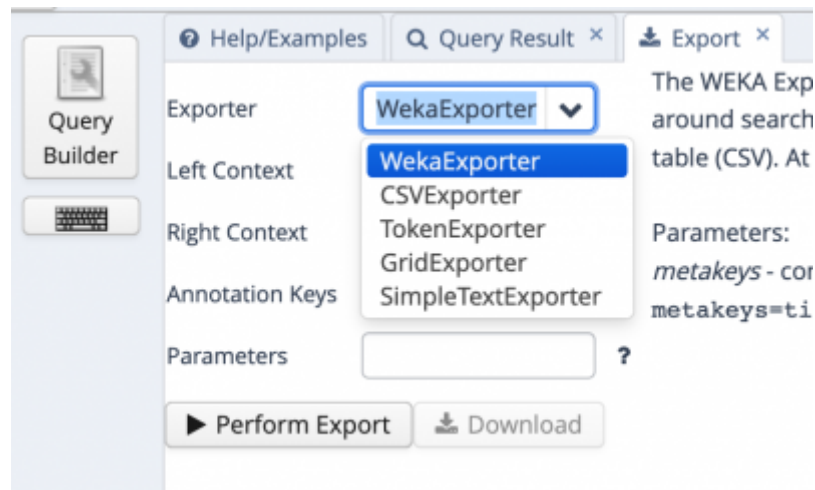 Help/Examples
Query Result ×
Export ×
Query
Builder
Exporter
WekaExporter
WekaExporter
CSVExporter
TokenExporter
GridExporter
SimpleTextExporter
Left Context
Right Context
Annotation Keys
Parameters
?
Perform Export
Download
The WEKA Exp
around search
table (CSV). At
Parameters:
metakeys - con
metakeys=ti